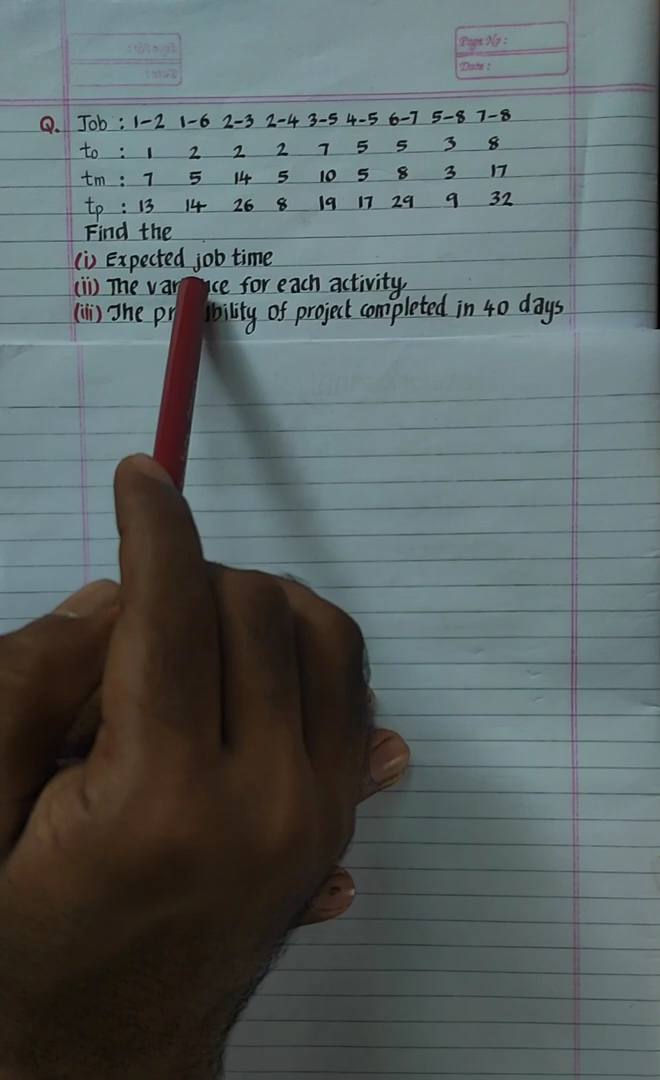 Page No :
Date :
Q. Job : 1-2 1-6 2-3 2-4 3-5 4-5 6-7 5-8 7-8
to : 1 2 2 2 7 5 5 3 8
tm : 7 5 14 5 10 5 8 3 17
tp : 13 14 26 8 19 17 29 9 32
Find the
(i) Expected job time
(ii) The for each activity,
(iii) The of project completed in 40 days